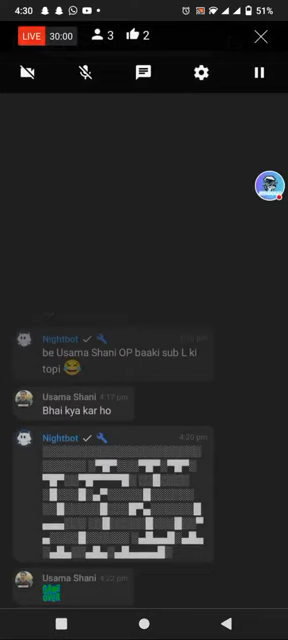 4:30
51%
LIVE 30:00 3 2
Nightbot
be Usama Shani OP baaki sub L ki
topi 😂
Usama Shani 4:17 pm
Bhai kya kar ho
Nightbot 4:20 pm
Usama Shani 4:22 pm